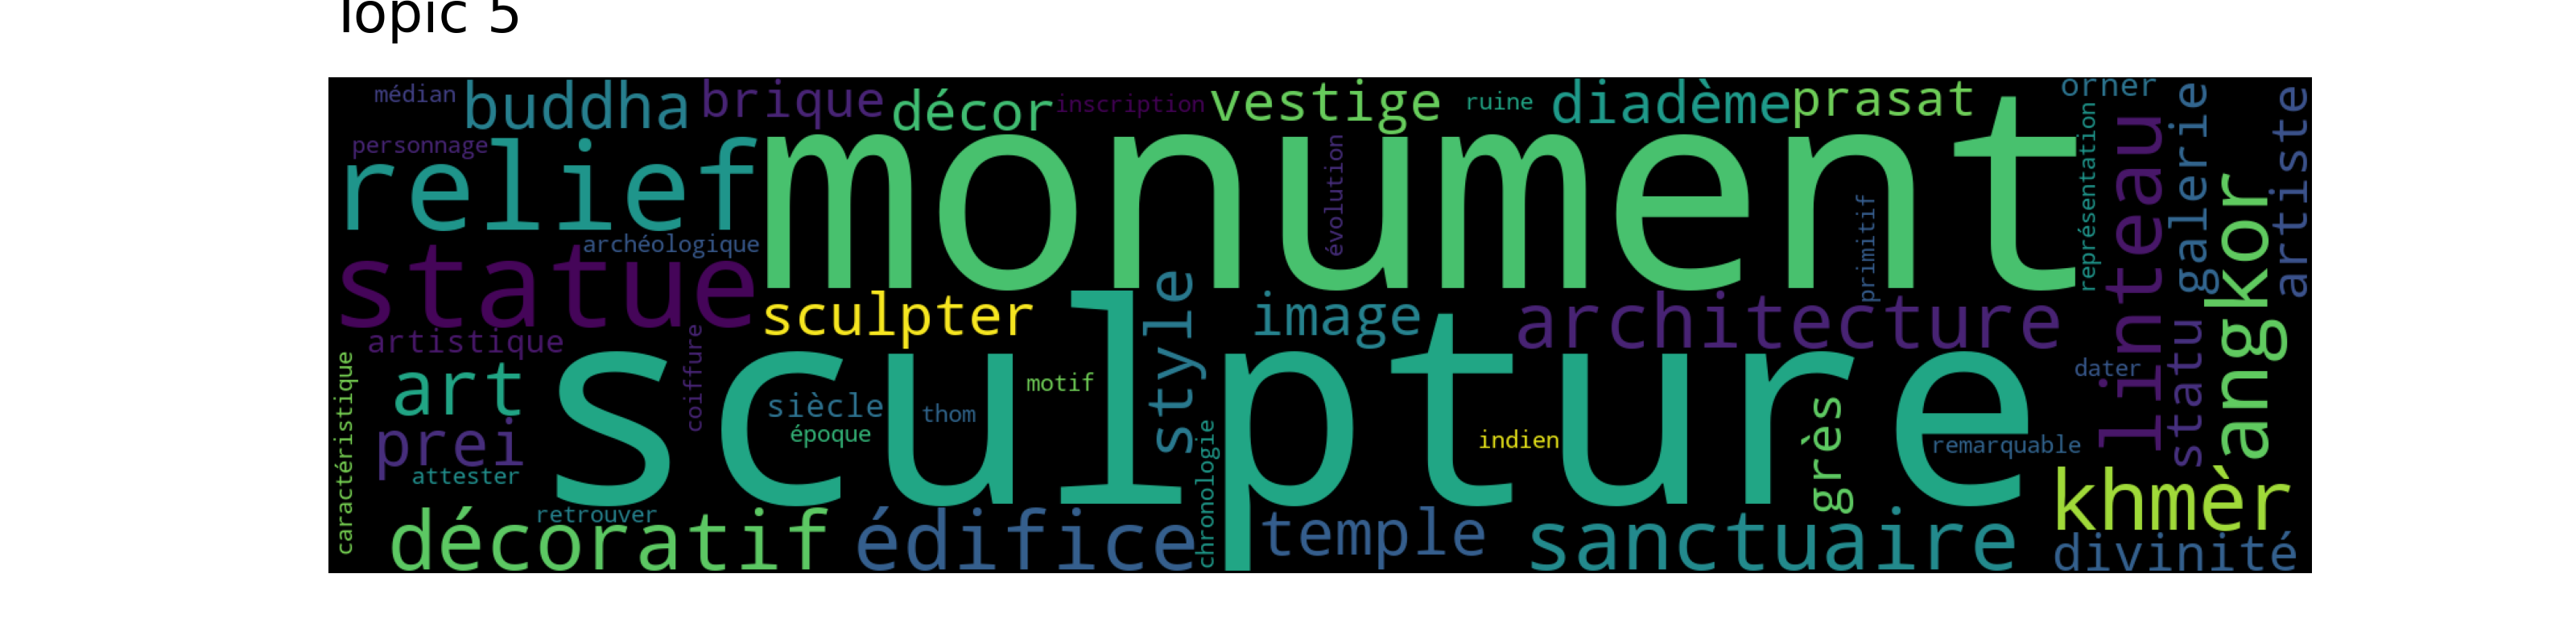 Topic 5
médian
buddha
brique
décor
inscription
vestige
ruine
diadème
prasat
orner
personnage
relief
monument
évolution
primitif
représentation
linteau
galerie
artiste
archéologique
statue
sculpter
style
image
architecture
angkor
artistique
coiffure
caractéristique
art
sculpture
siècle
époque
thom
motif
indien
grès
remarquable
dater
statu
prei
attester
retrouver
chronologie
khmèr
décoratif
édifice
temple
sanctuaire
divinité